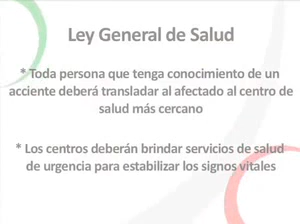 Ley General de Salud
* Toda persona que tenga conocimiento de un
acciente deberá transladar al afectado al centro de
salud más cercano
* Los centros deberán brindar servicios de salud
de urgencia para estabilizar los signos vitales